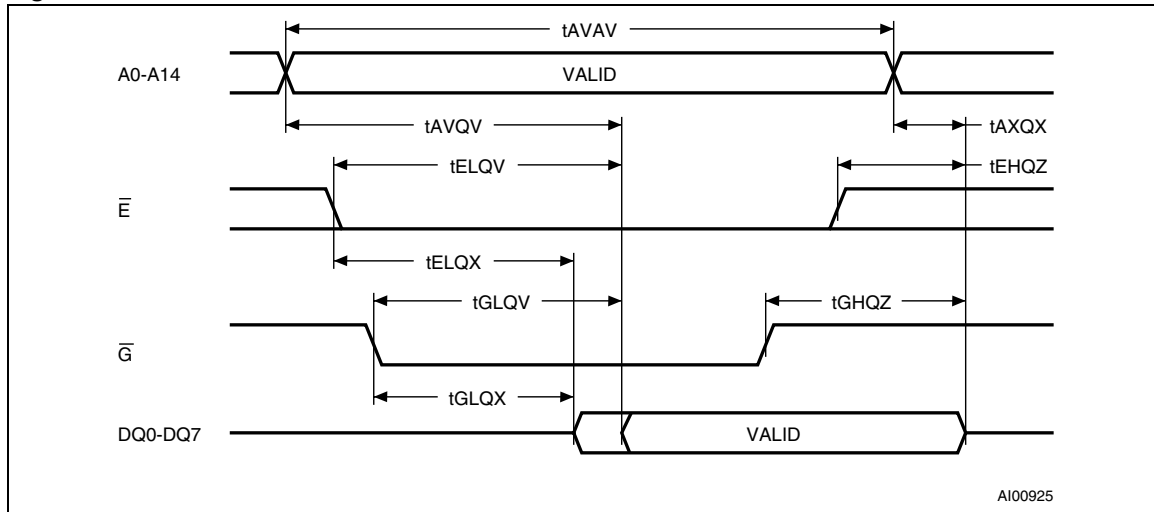 tAVAV
A0-A14
VALID
tAVQV
tAXQX
tELQV
tEHQZ
E̅
tELQX
tGLQV
tGHQZ
G̅
tGLQX
DQ0-DQ7
VALID
AI00925